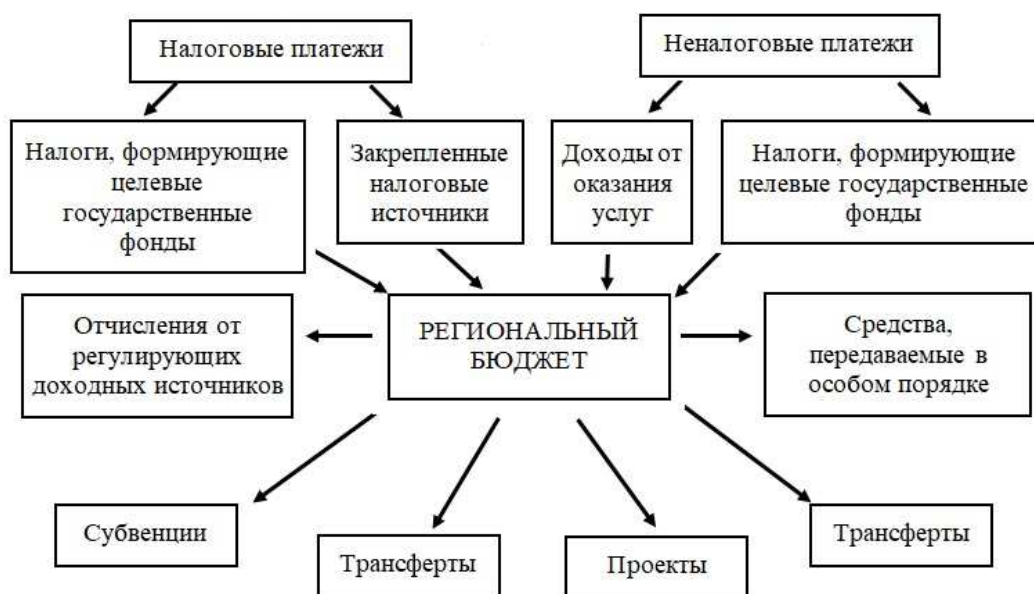 Налоговые платежи
Неналоговые платежи
Налоги, формирующие
целевые
государственные
фонды
Закрепленные
налоговые
источники
Доходы от
оказания
услуг
Налоги, формирующие
целевые государственные
фонды
Отчисления от
регулирующих
доходных источников
РЕГИОНАЛЬНЫЙ
БЮДЖЕТ
Средства,
передаваемые в
особом порядке
Субвенции
Трансферты
Проекты
Трансферты